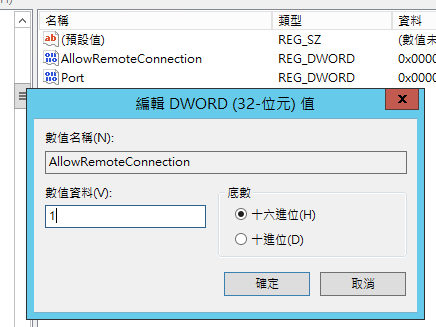 名稱 類型 資料
ab (預設值) REG_SZ (數值未
AllowRemoteConnection REG_DWORD 0x0000
Port REG_DWORD 0x0000
編輯 DWORD (32-位元) 值
數值名稱(N):
AllowRemoteConnection
數值資料(V): 底數
1 十六進位(H)
十進位(D)
確定 取消